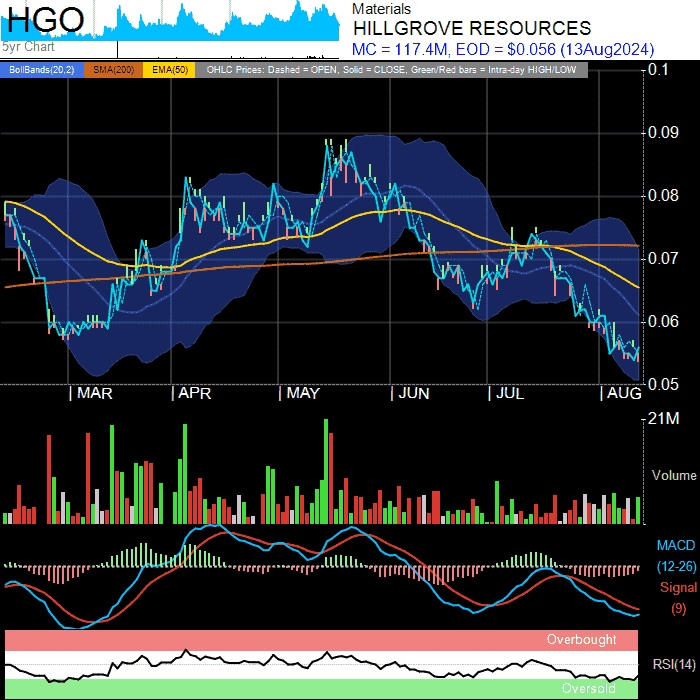 HGO
5yr Chart
Materials
HILLGROVE RESOURCES
MC = 117.4M, EOD = $0.056 (13Aug2024)
BollBands(20,2) SMA(200) EMA(50) OHLC Prices: Dashed = OPEN, Solid = CLOSE, Green/Red bars = Intra-day HIGH/LOW
0.1
0.09
0.08
0.07
0.06
0.05
MAR APR MAY JUN JUL AUG
21M
Volume
MACD
(12-26)
Signal
(9)
Overbought
RSI(14)
Oversold